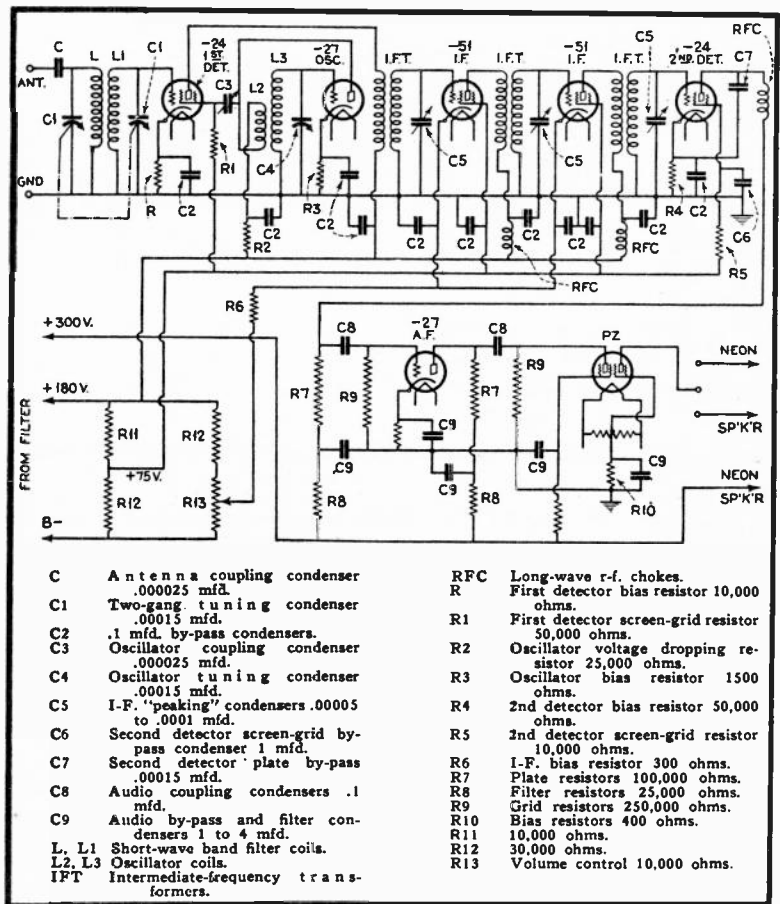 C
L
L1
C1
-24
1ST
DET.
C3
L2
L3
-27
OSC.
I.F.T.
-51
I.F.
I.F.T.
-51
I.F.
I.F.T.
C5
-24
2ND. DET.
C7
RFC
ANT.
C1
C4
C5
C5
R1
GND
R
C2
R2
C2
R3
C2
C2
C2
C2
C2
C2
R4
C2
C6
RFC
RFC
R5
R6
+300V.
C8
-27
A.F.
C8
PZ
NEON
R7
R9
R7
R9
+180V.
SP'K'R
FROM FILTER
R11
R12
C9
+75V.
C9
C9
C9
C9
NEON
R12
R13
R8
R8
R10
SP'K'R
B-
C Antenna coupling condenser
.000025 mfd.
C1 Two-gang tuning condenser
.00015 mfd.
C2 .1 mfd. by-pass condensers.
C3 Oscillator coupling condenser
.000025 mfd.
C4 Oscillator tuning condenser
.00015 mfd.
C5 I-F. "peaking" condensers .00005
to .0001 mfd.
C6 Second detector screen-grid by-
pass condenser 1 mfd.
C7 Second detector plate by-pass
.00015 mfd.
C8 Audio coupling condensers .1
mfd.
C9 Audio by-pass and filter con-
densers 1 to 4 mfd.
L, L1 Short-wave band filter coils.
L2, L3 Oscillator coils.
IFT Intermediate-frequency trans-
formers.
RFC Long-wave r-f. chokes.
R First detector bias resistor 10,000
ohms.
R1 First detector screen-grid resistor
50,000 ohms.
R2 Oscillator voltage dropping re-
sistor 25,000 ohms.
R3 Oscillator bias resistor 1500
ohms.
R4 2nd detector bias resistor 50,000
ohms.
R5 2nd detector screen-grid resistor
10,000 ohms.
R6 I-F. bias resistor 300 ohms.
R7 Plate resistors 100,000 ohms.
R8 Filter resistors 25,000 ohms.
R9 Grid resistors 250,000 ohms.
R10 Bias resistors 400 ohms.
R11 10,000 ohms.
R12 30,000 ohms.
R13 Volume control 10,000 ohms.